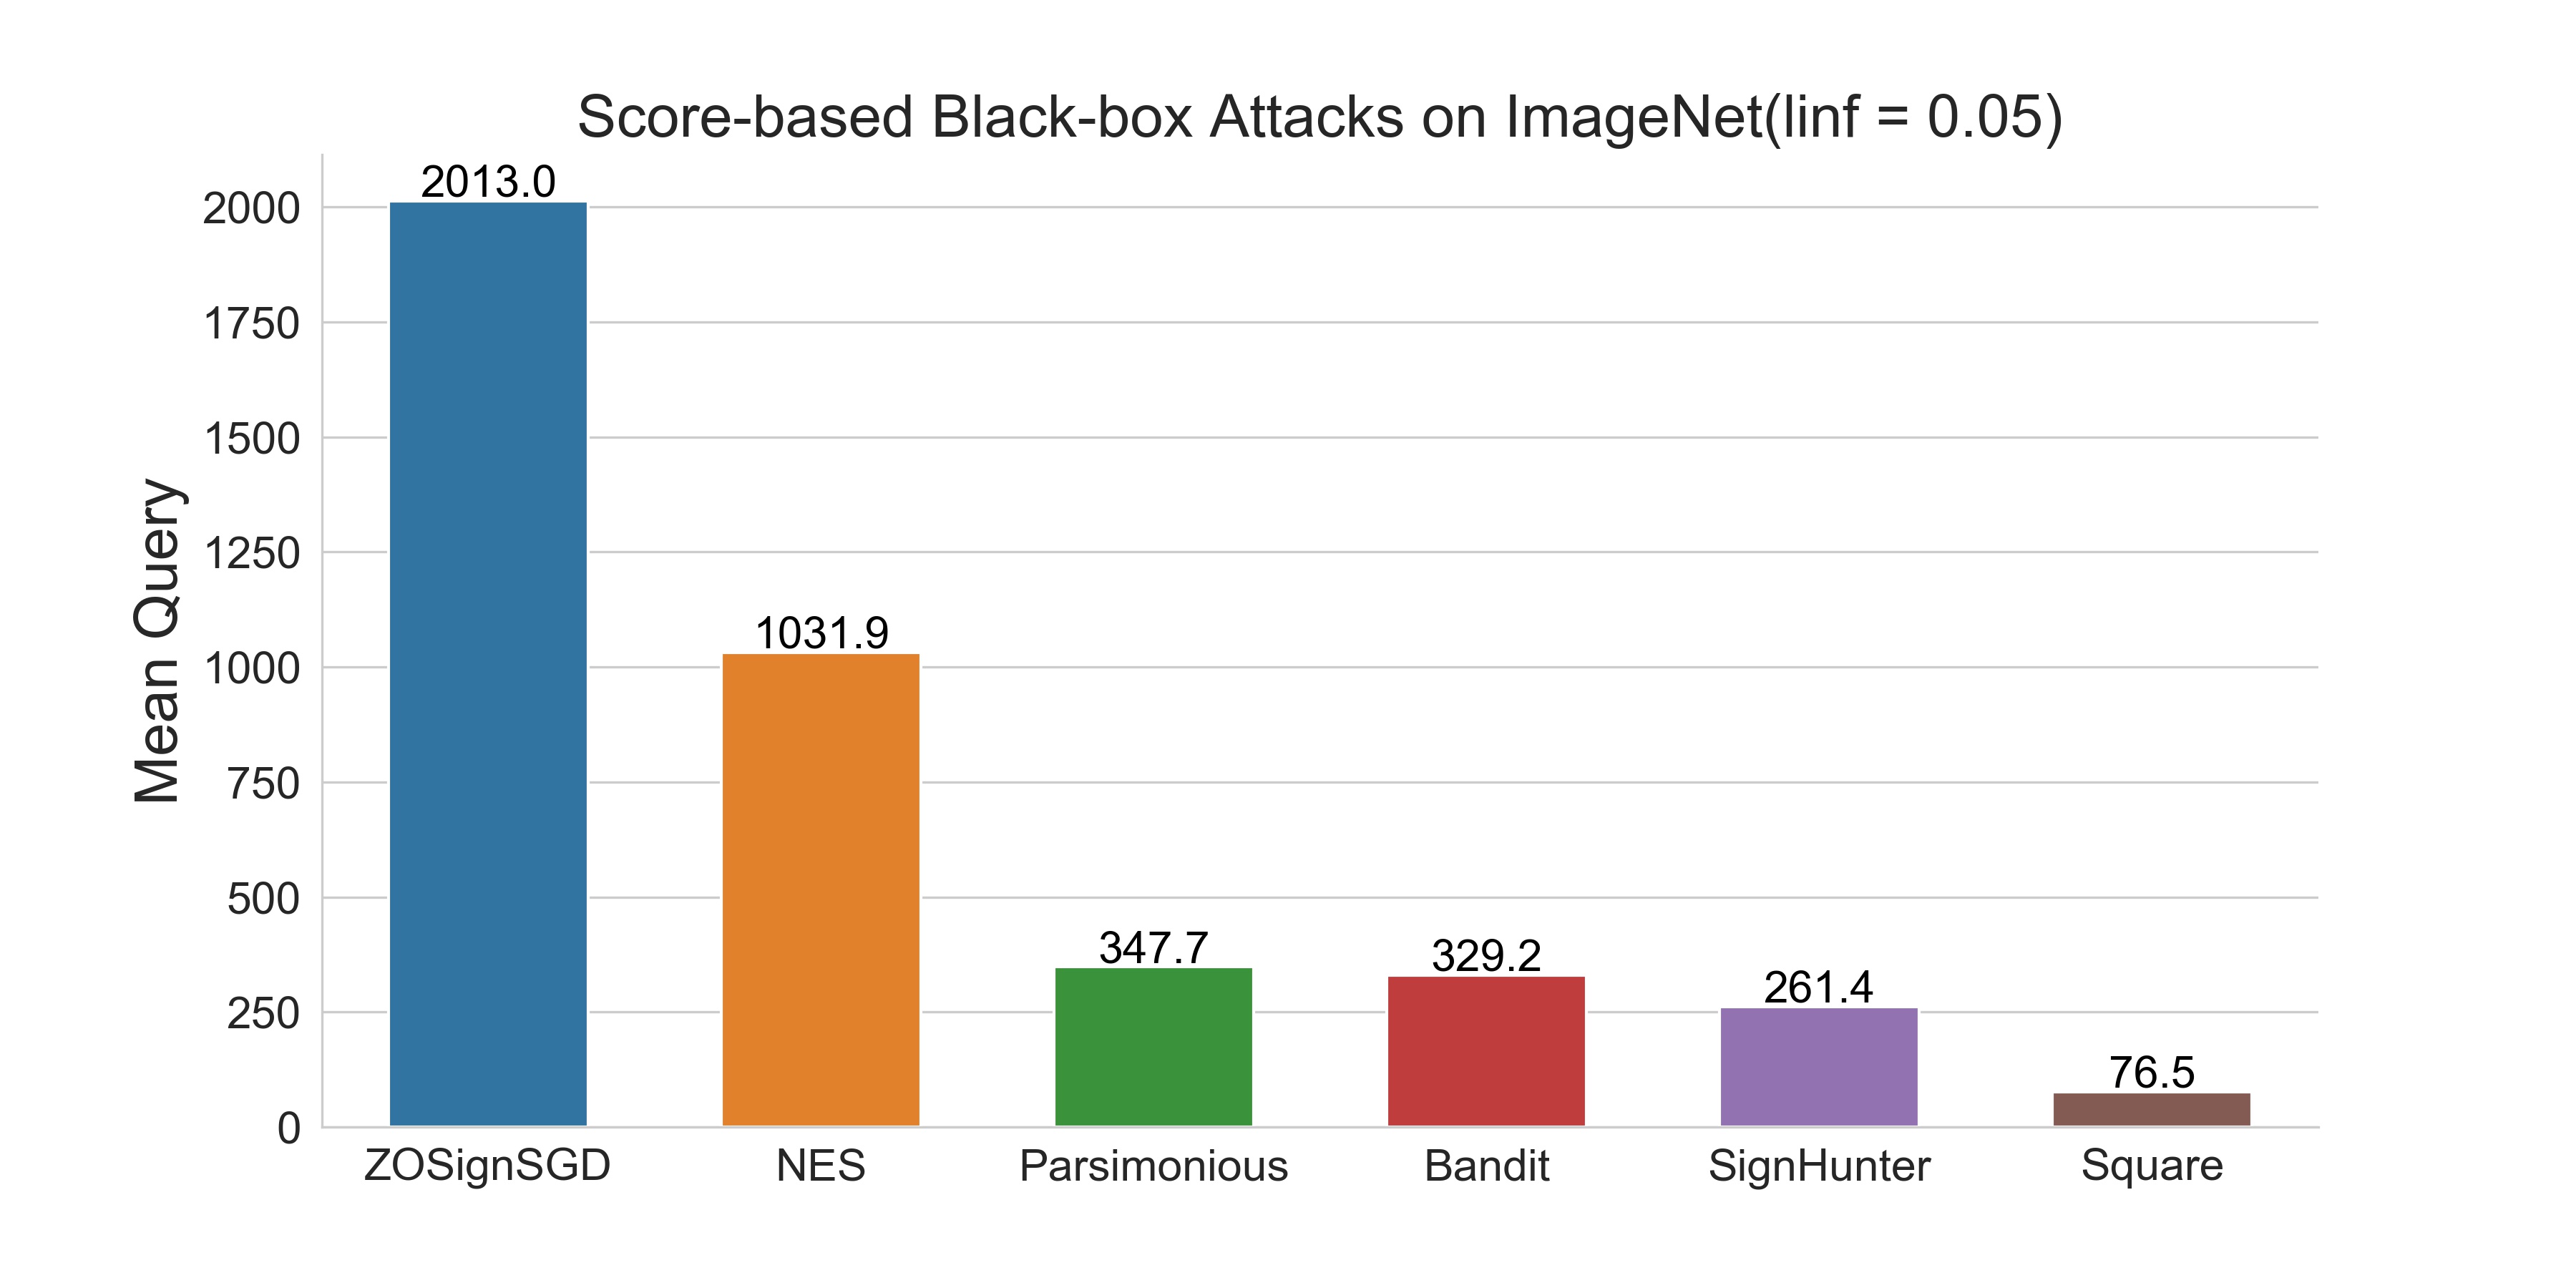 Score-based Black-box Attacks on ImageNet(linf = 0.05)
Mean Query
2000
1750
1500
1250
1000
750
500
250
0
2013.0
1031.9
347.7
329.2
261.4
76.5
ZOSignSGD
NES
Parsimonious
Bandit
SignHunter
Square